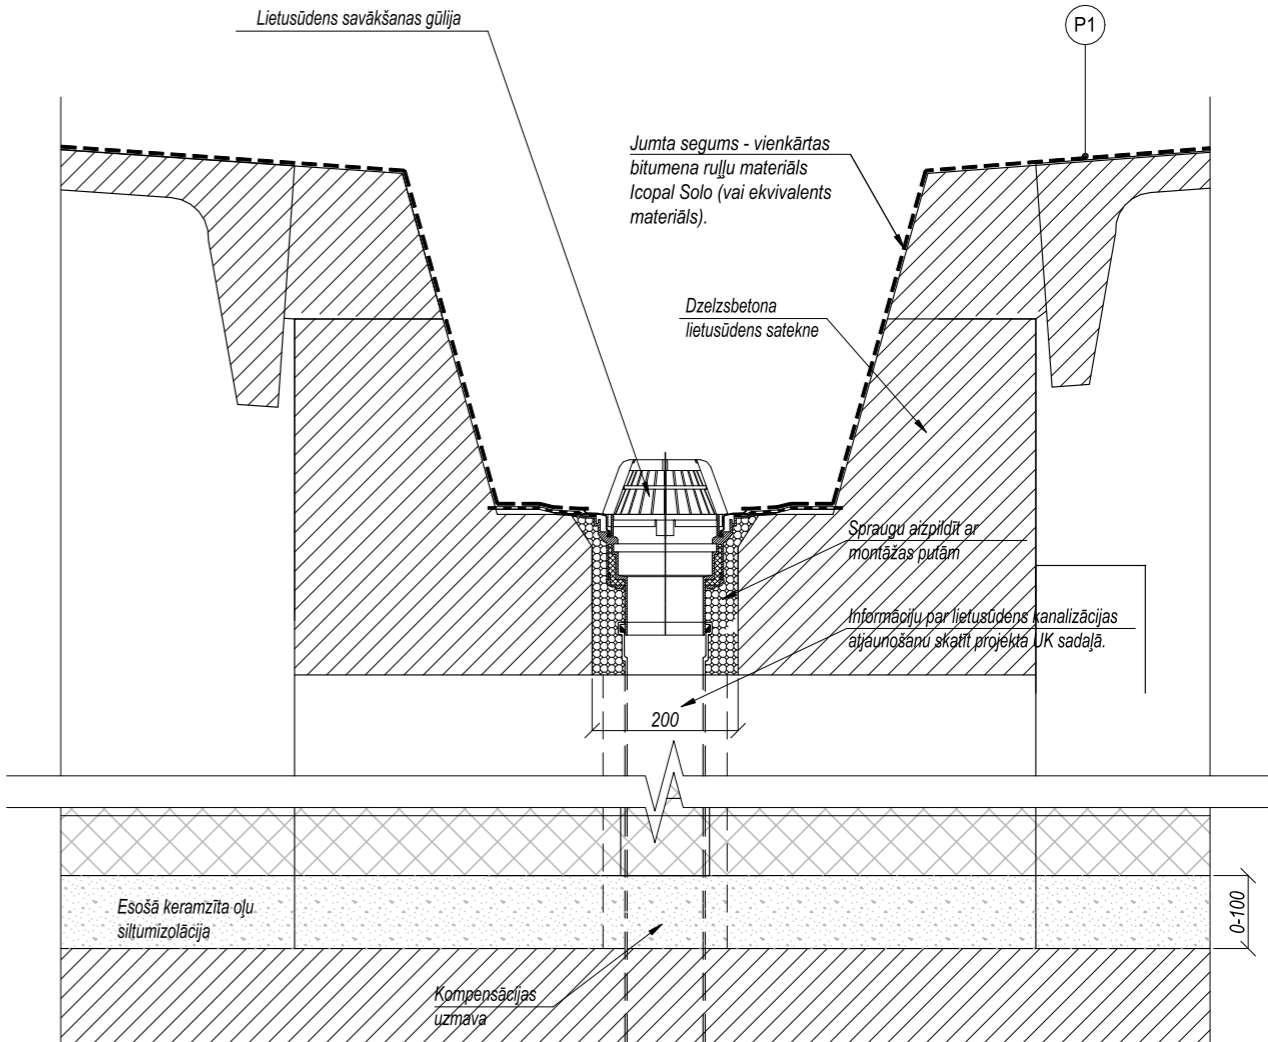 Lietusūdens savākšanas gūlija
P1
Jumta segums - vienkārtas
bitumena ruļļu materiāls
Icopal Solo (vai ekvivalents
materiāls).
Dzelzsbetona
lietusūdens satekne
Spraugu aizpildīt ar
montāžas putām
Informāciju par lietusūdens kanalizācijas
atjaunošanu skatīt projekta UK sadaļā.
200
Esošā keramzīta oļu
siltumizolācija
0-100
Kompensācijas
uzmava